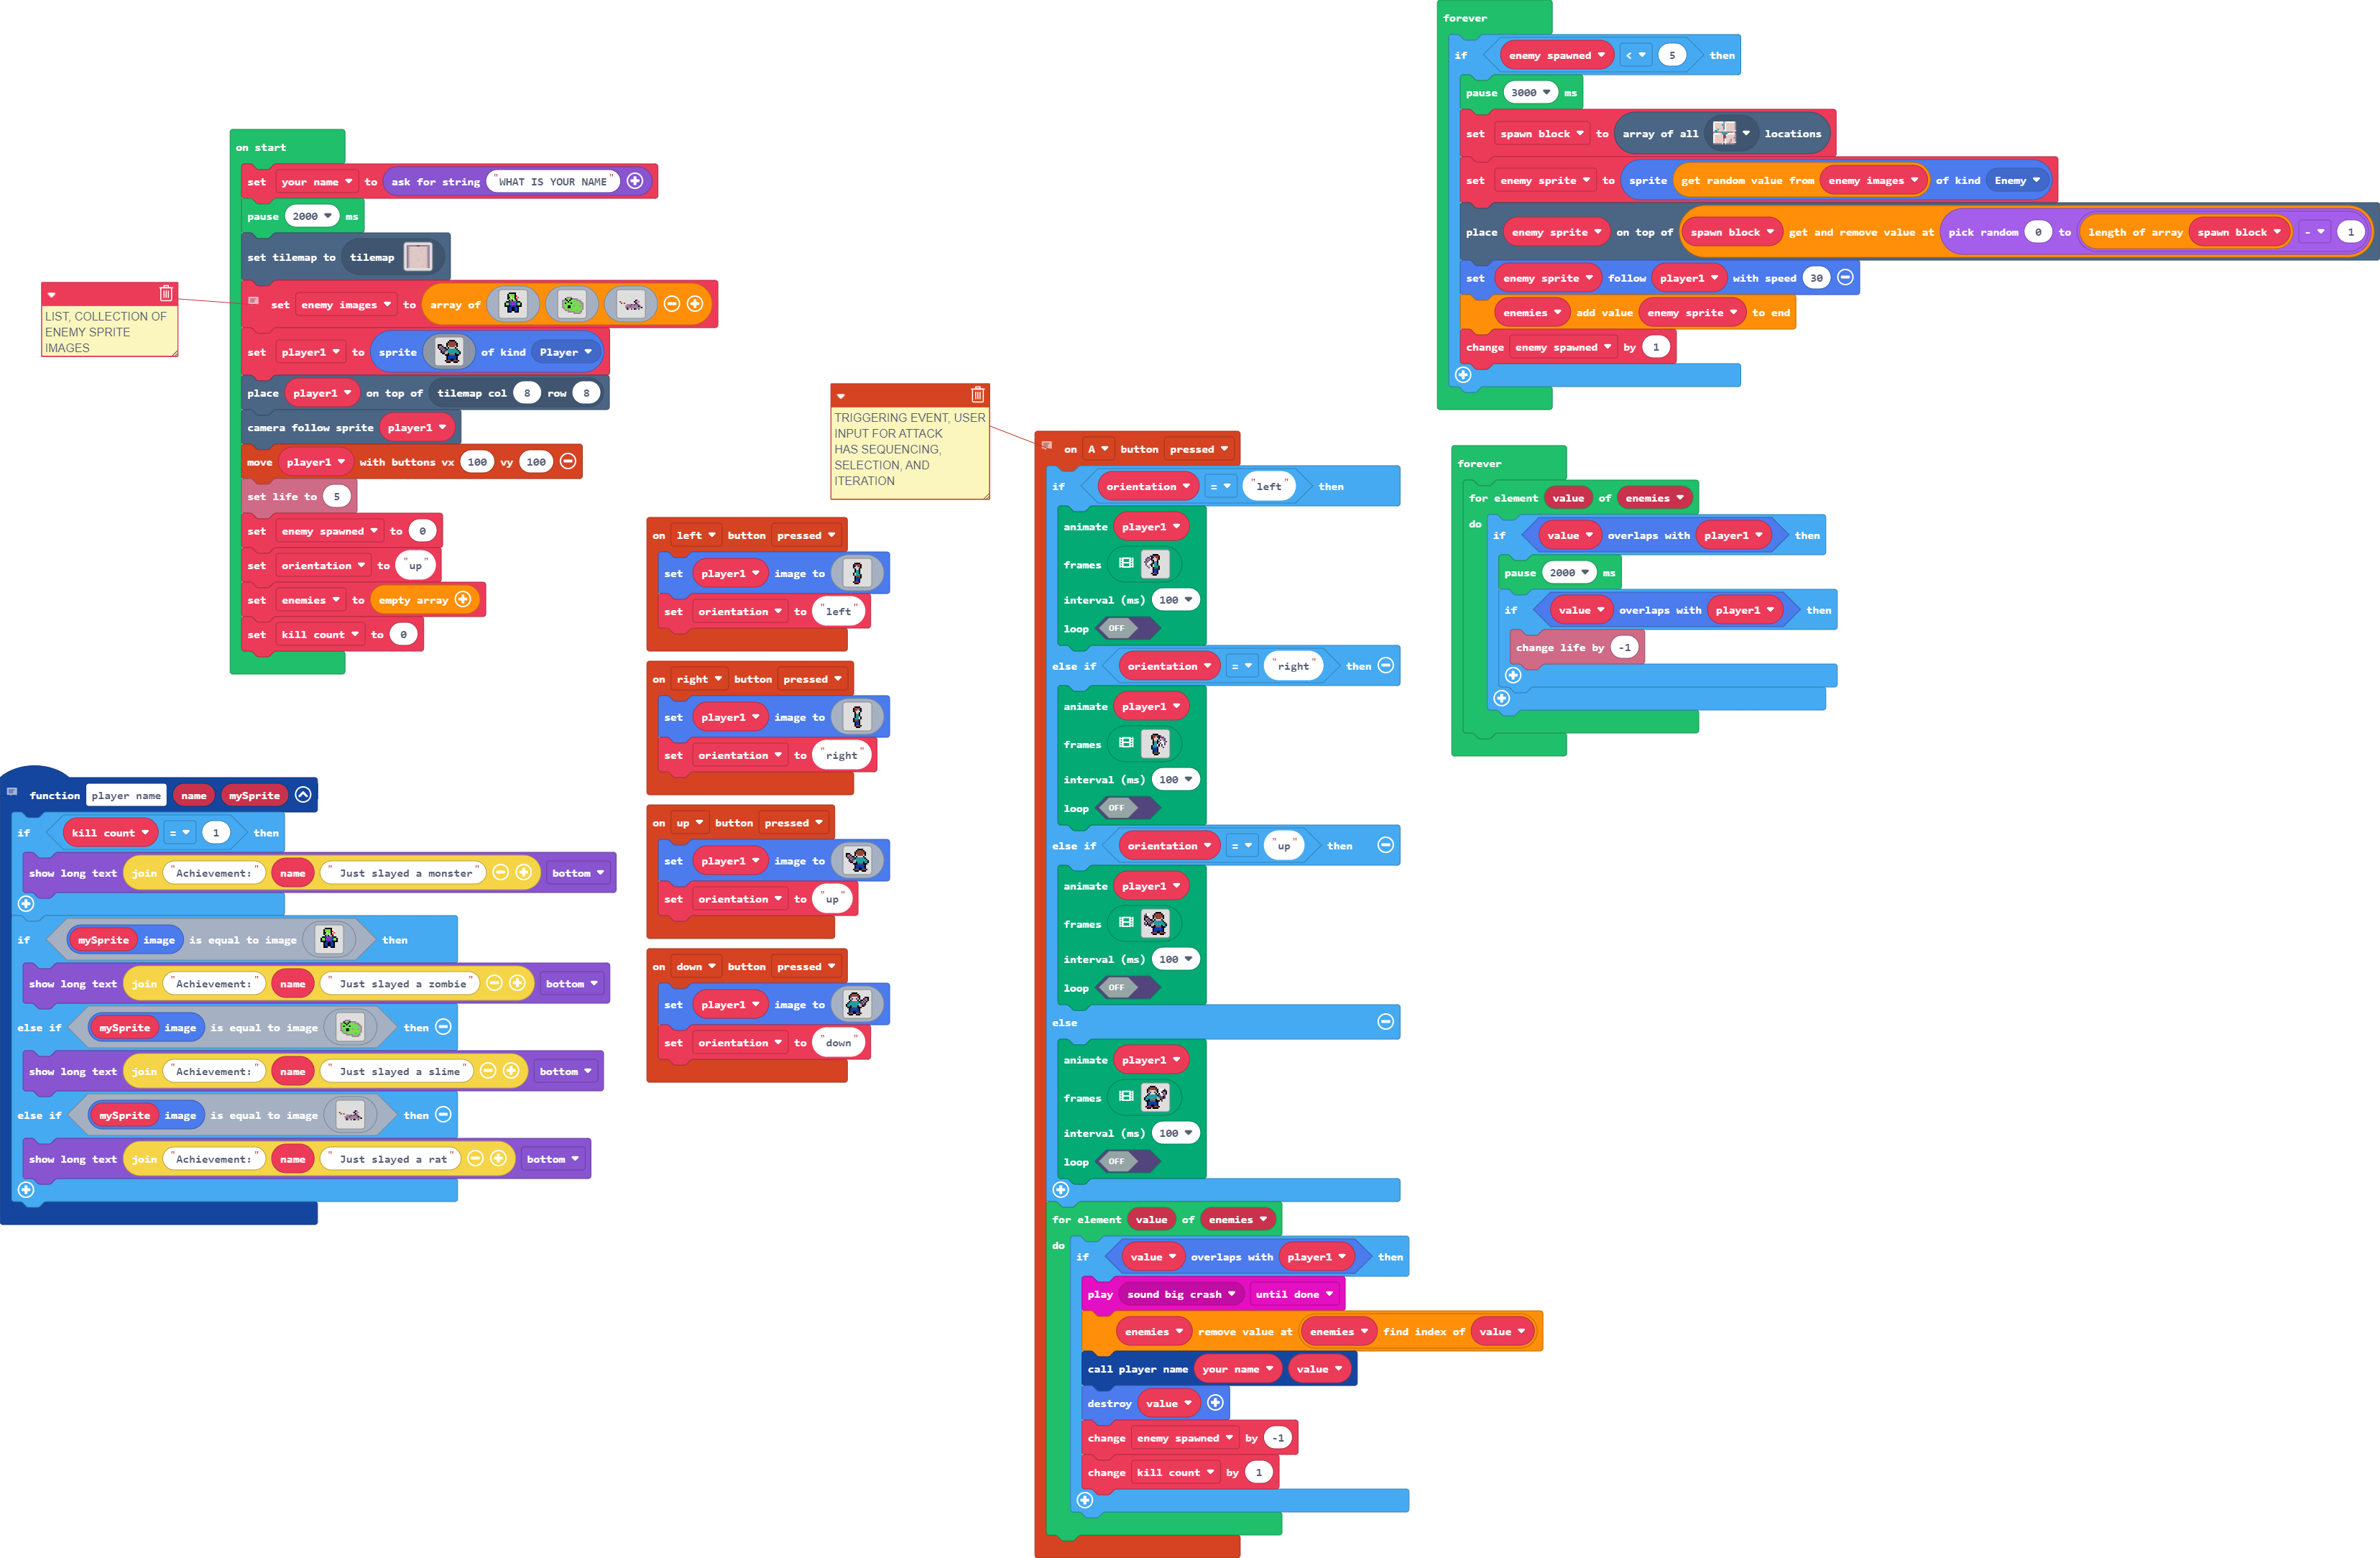 on start
set your name to ask for string "WHAT IS YOUR NAME"
pause 2000 ms
set tilemap to tilemap
set enemy images to array of
set player1 to sprite of kind Player
place player1 on top of tilemap col 8 row 8
camera follow sprite player1
move player1 with buttons vx 100 vy 100
set life to 5
set enemy spawned to 0
set orientation to "up"
set enemies to empty array
set kill count to 0
LIST, COLLECTION OF
ENEMY SPRITE
IMAGES
function player name name mySprite
if kill count = 1 then
show long text join "Achievement:" name " Just slayed a monster" bottom
if mySprite image is equal to image then
show long text join "Achievement: " name " Just slayed a zombie" bottom
else if mySprite image is equal to image then
show long text join "Achievement:" name " Just slayed a slime" bottom
else if mySprite image is equal to image then
show long text join "Achievement:" name " Just slayed a rat" bottom
on left button pressed
set player1 image to
set orientation to "left"
on right button pressed
set player1 image to
set orientation to "right"
on up button pressed
set player1 image to
set orientation to "up"
on down button pressed
set player1 image to
set orientation to "down"
TRIGGERING EVENT, USER
INPUT FOR ATTACK
HAS SEQUENCING,
SELECTION, AND
ITERATION
on A button pressed
if orientation = "left" then
animate player1
frames
interval (ms) 100
loop OFF
else if orientation = "right" then
animate player1
frames
interval (ms) 100
loop OFF
else if orientation = "up" then
animate player1
frames
interval (ms) 100
loop OFF
else
animate player1
frames
interval (ms) 100
loop OFF
for element value of enemies
do if value overlaps with player1 then
play sound big crash until done
enemies remove value at enemies find index of value
call player name your name value
destroy value
change enemy spawned by -1
change kill count by 1
forever
if enemy spawned < 5 then
pause 3000 ms
set spawn block to array of all locations
set enemy sprite to sprite get random value from enemy images of kind Enemy
place enemy sprite on top of spawn block get and remove value at pick random 0 to length of array spawn block - 1
set enemy sprite follow player1 with speed 30
enemies add value enemy sprite to end
change enemy spawned by 1
forever
for element value of enemies
do if value overlaps with player1 then
pause 2000 ms
if value overlaps with player1 then
change life by -1